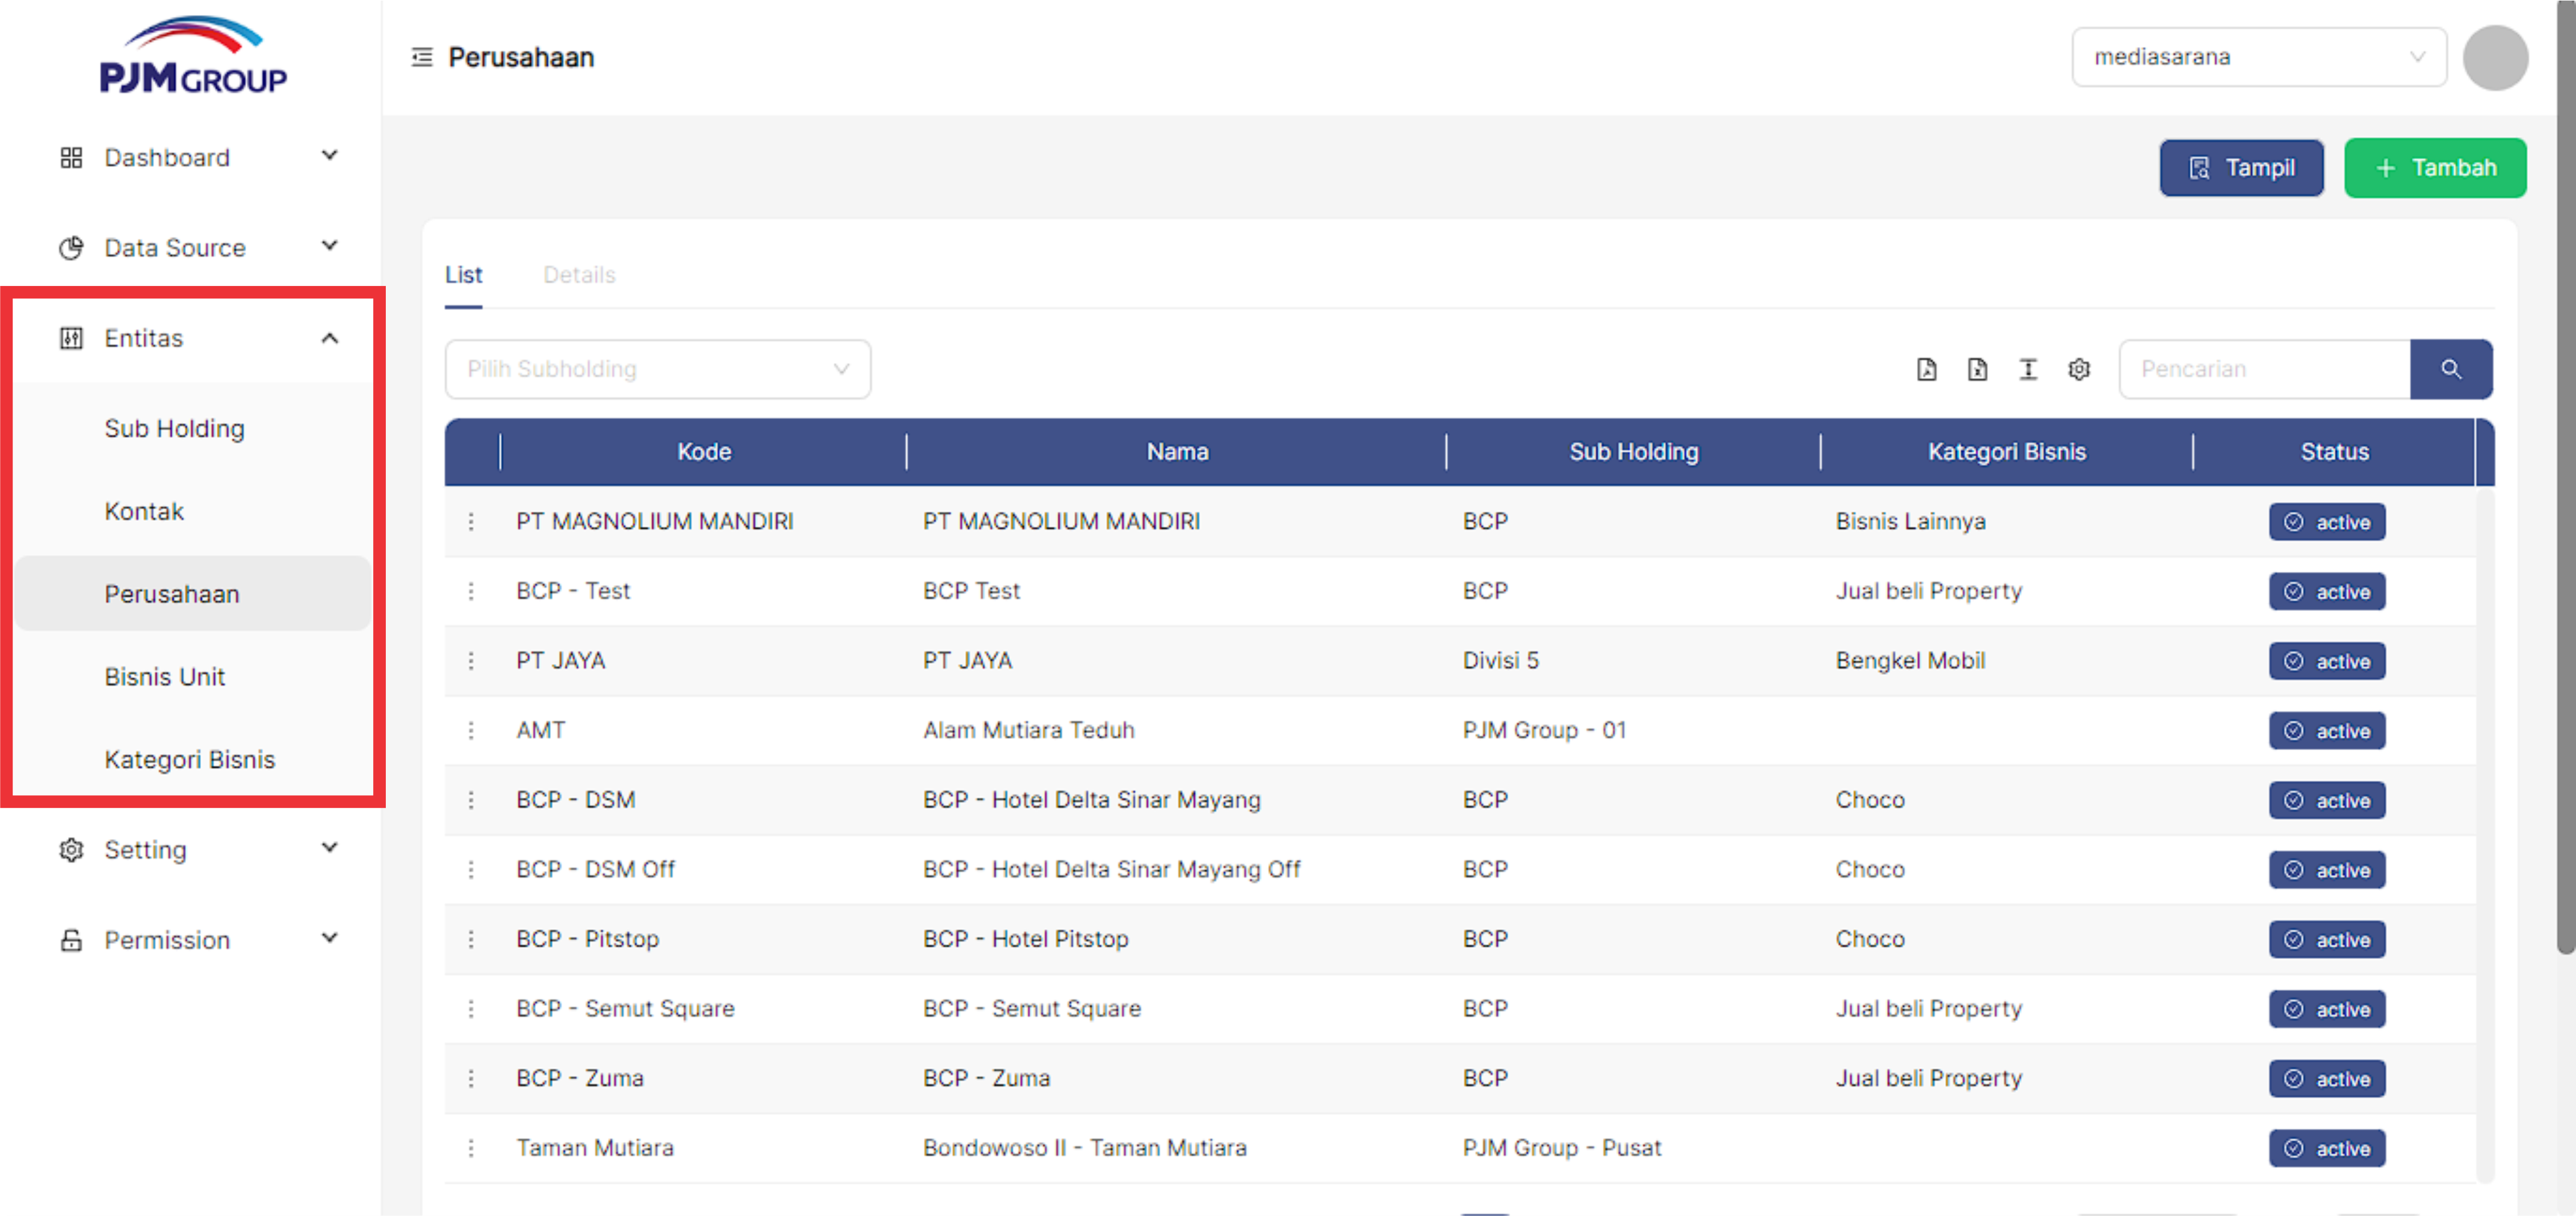 PJM GROUP
Dashboard
Data Source
Entitas
Sub Holding
Kontak
Perusahaan
Bisnis Unit
Kategori Bisnis
Setting
Permission
Perusahaan
mediasarana
Tampil
+ Tambah
List Details
Pilih Subholding
Pencarian
Kode Nama Sub Holding Kategori Bisnis Status
PT MAGNOLIUM MANDIRI PT MAGNOLIUM MANDIRI BCP Bisnis Lainnya active
BCP - Test BCP Test BCP Jual beli Property active
PT JAYA PT JAYA Divisi 5 Bengkel Mobil active
AMT Alam Mutiara Teduh PJM Group - 01 active
BCP - DSM BCP - Hotel Delta Sinar Mayang BCP Choco active
BCP - DSM Off BCP - Hotel Delta Sinar Mayang Off BCP Choco active
BCP - Pitstop BCP - Hotel Pitstop BCP Choco active
BCP - Semut Square BCP - Semut Square BCP Jual beli Property active
BCP - Zuma BCP - Zuma BCP Jual beli Property active
Taman Mutiara Bondowoso II - Taman Mutiara PJM Group - Pusat active